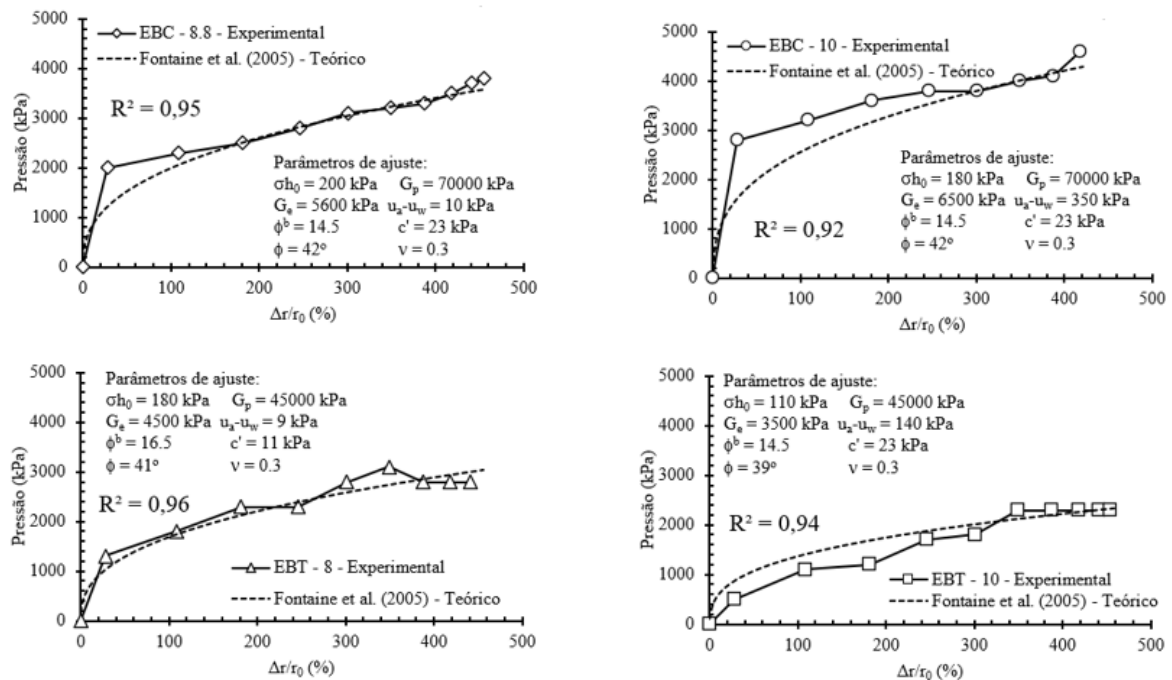 5000
4000
3000
2000
1000
0
Pressão (kPa)
EBC - 8.8 - Experimental
Fontaine et al. (2005) - Teórico
R² = 0,95
Parâmetros de ajuste:
σh₀ = 200 kPa Gₚ = 70000 kPa
Gₑ = 5600 kPa uₐ-u_w = 10 kPa
ϕᵇ = 14.5 c' = 23 kPa
ϕ = 42º ν = 0.3
0 100 200 300 400 500
Δr/r₀ (%)
5000
4000
3000
2000
1000
0
Pressão (kPa)
EBC - 10 - Experimental
Fontaine et al. (2005) - Teórico
Parâmetros de ajuste:
σh₀ = 180 kPa Gₚ = 70000 kPa
Gₑ = 6500 kPa uₐ-u_w = 350 kPa
ϕᵇ = 14.5 c' = 23 kPa
ϕ = 42º ν = 0.3
R² = 0,92
0 100 200 300 400 500
Δr/r₀ (%)
5000
4000
3000
2000
1000
0
Pressão (kPa)
Parâmetros de ajuste:
σh₀ = 180 kPa Gₚ = 45000 kPa
Gₑ = 4500 kPa uₐ-u_w = 9 kPa
ϕᵇ = 16.5 c' = 11 kPa
ϕ = 41º ν = 0.3
R² = 0,96
EBT - 8 - Experimental
Fontaine et al. (2005) - Teórico
0 100 200 300 400 500
Δr/r₀ (%)
5000
4000
3000
2000
1000
0
Pressão (kPa)
Parâmetros de ajuste:
σh₀ = 110 kPa Gₚ = 45000 kPa
Gₑ = 3500 kPa uₐ-u_w = 140 kPa
ϕᵇ = 14.5 c' = 23 kPa
ϕ = 39º ν = 0.3
R² = 0,94
EBT - 10 - Experimental
Fontaine et al. (2005) - Teórico
0 100 200 300 400 500
Δr/r₀ (%)